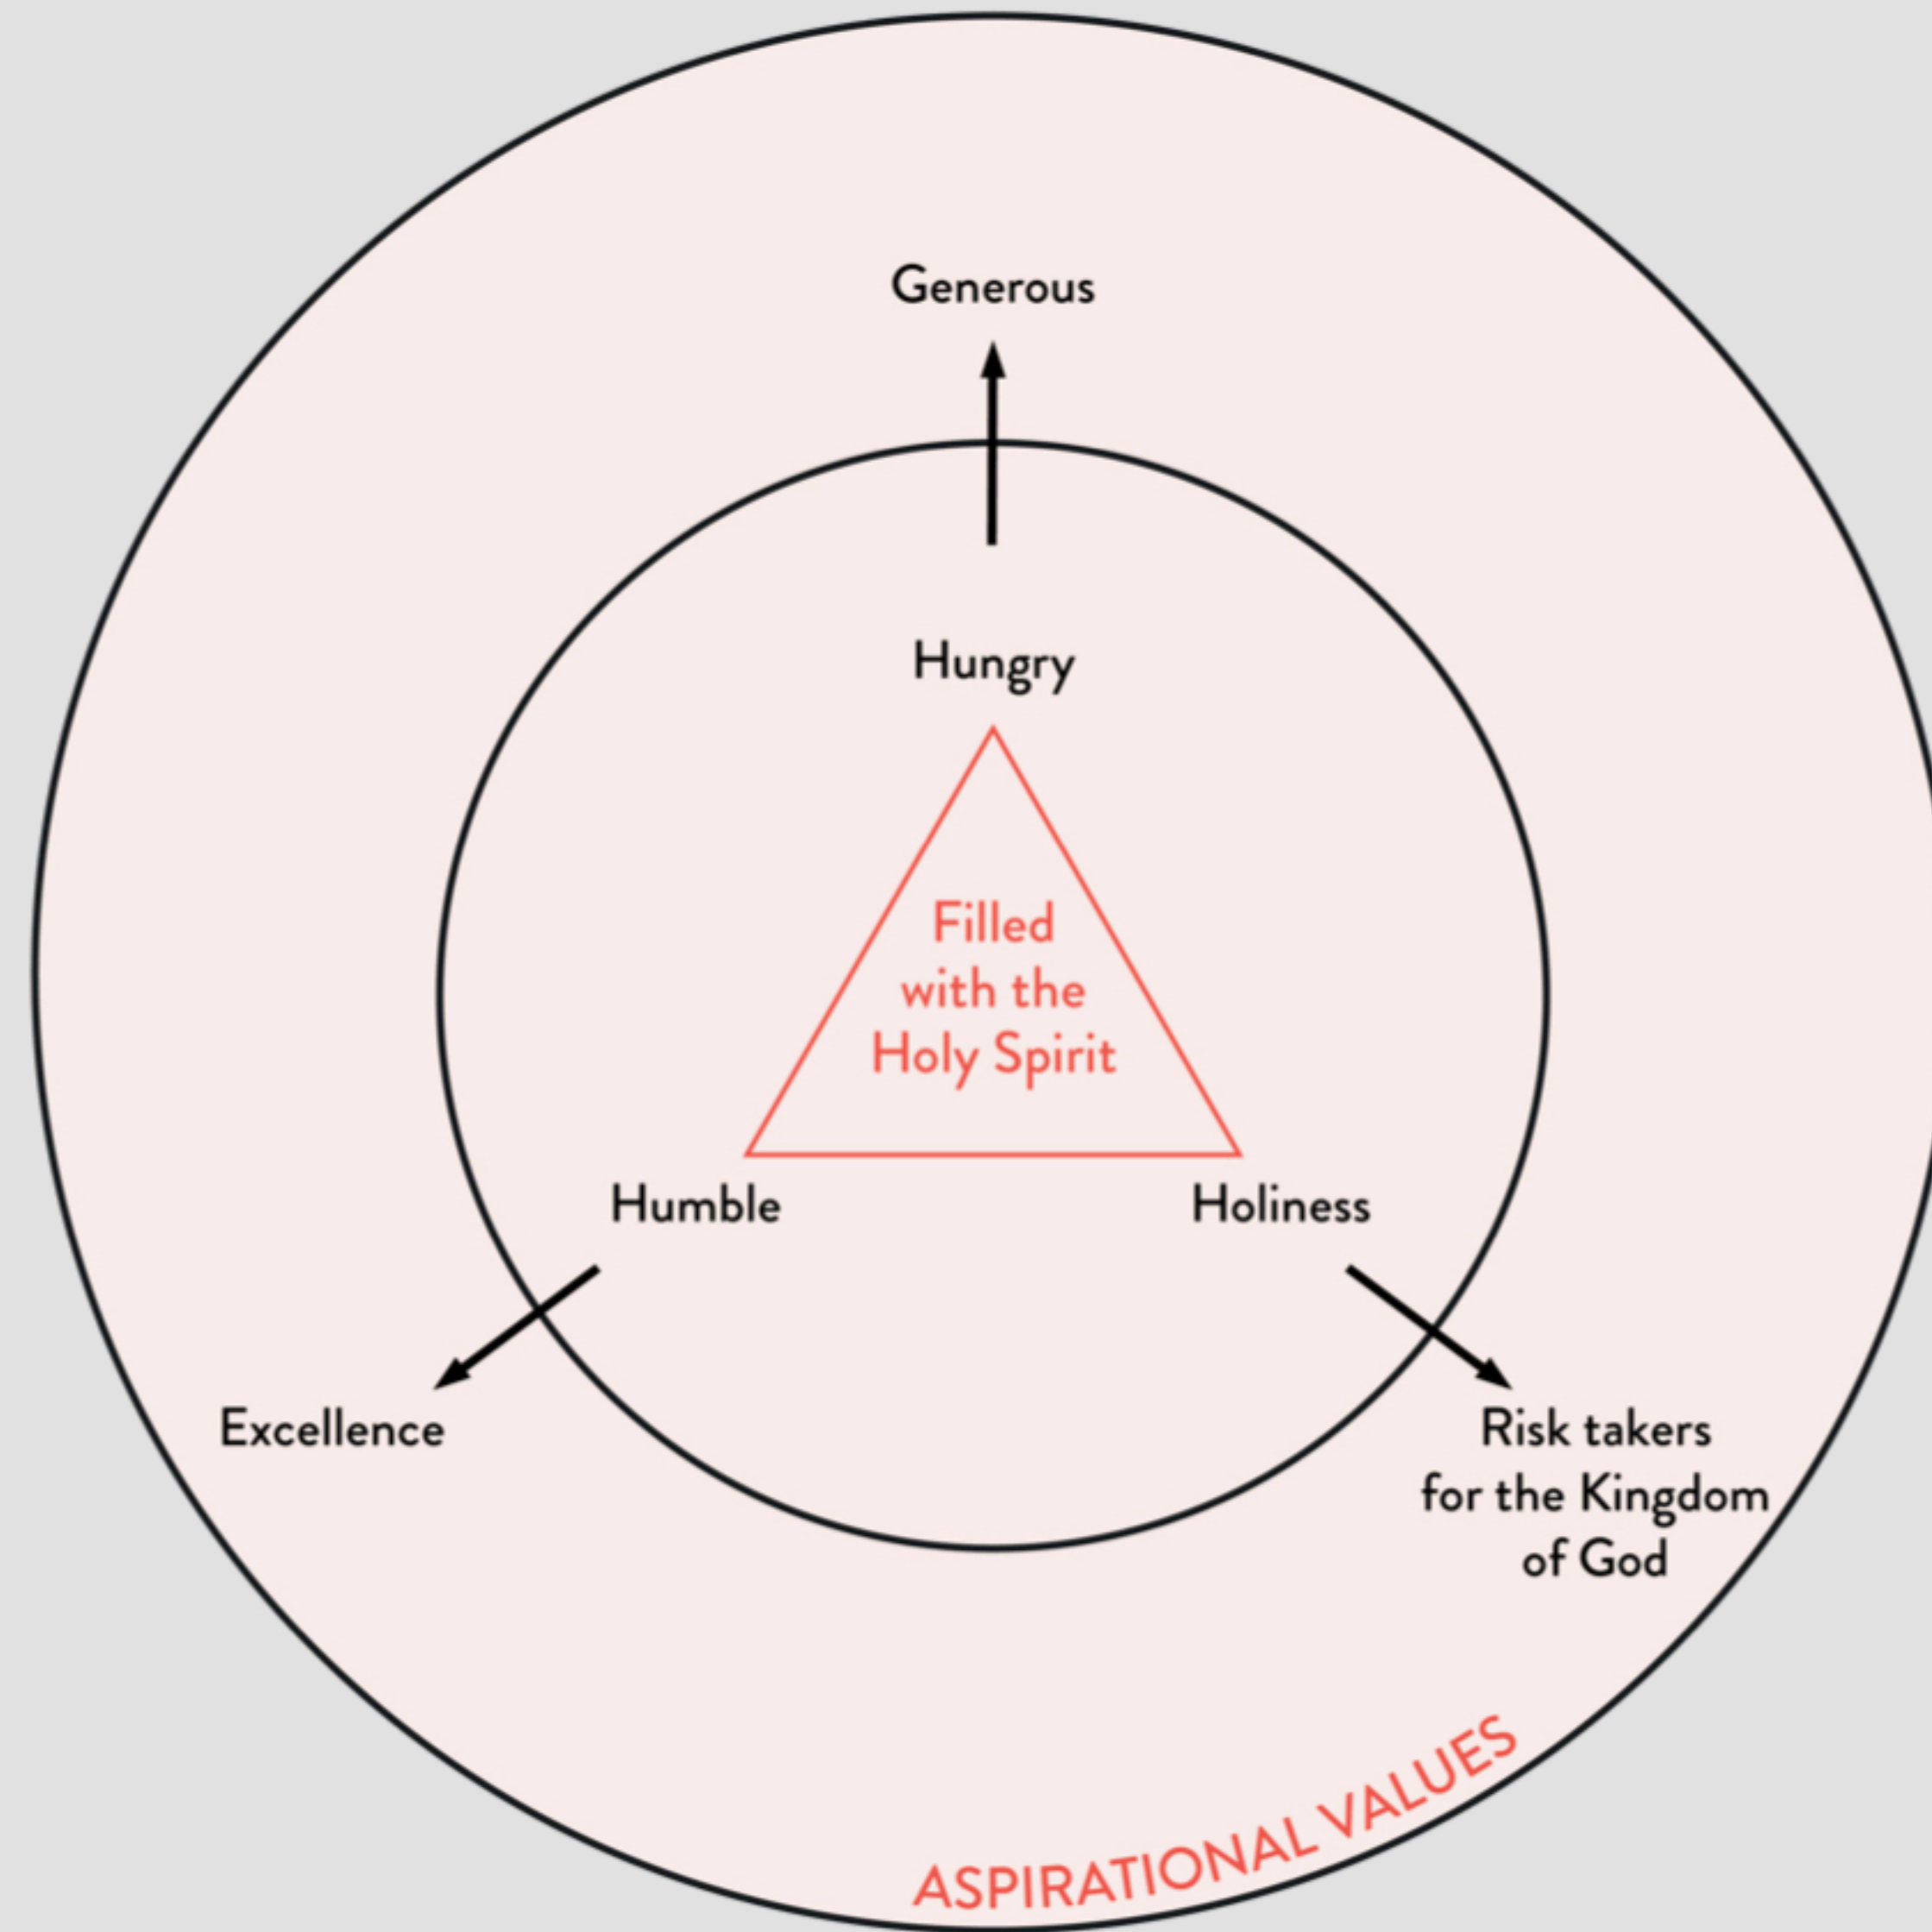 Generous
Hungry
Filled
with the
Holy Spirit
Humble
Holiness
Excellence
Risk takers
for the Kingdom
of God
ASPIRATIONAL VALUES